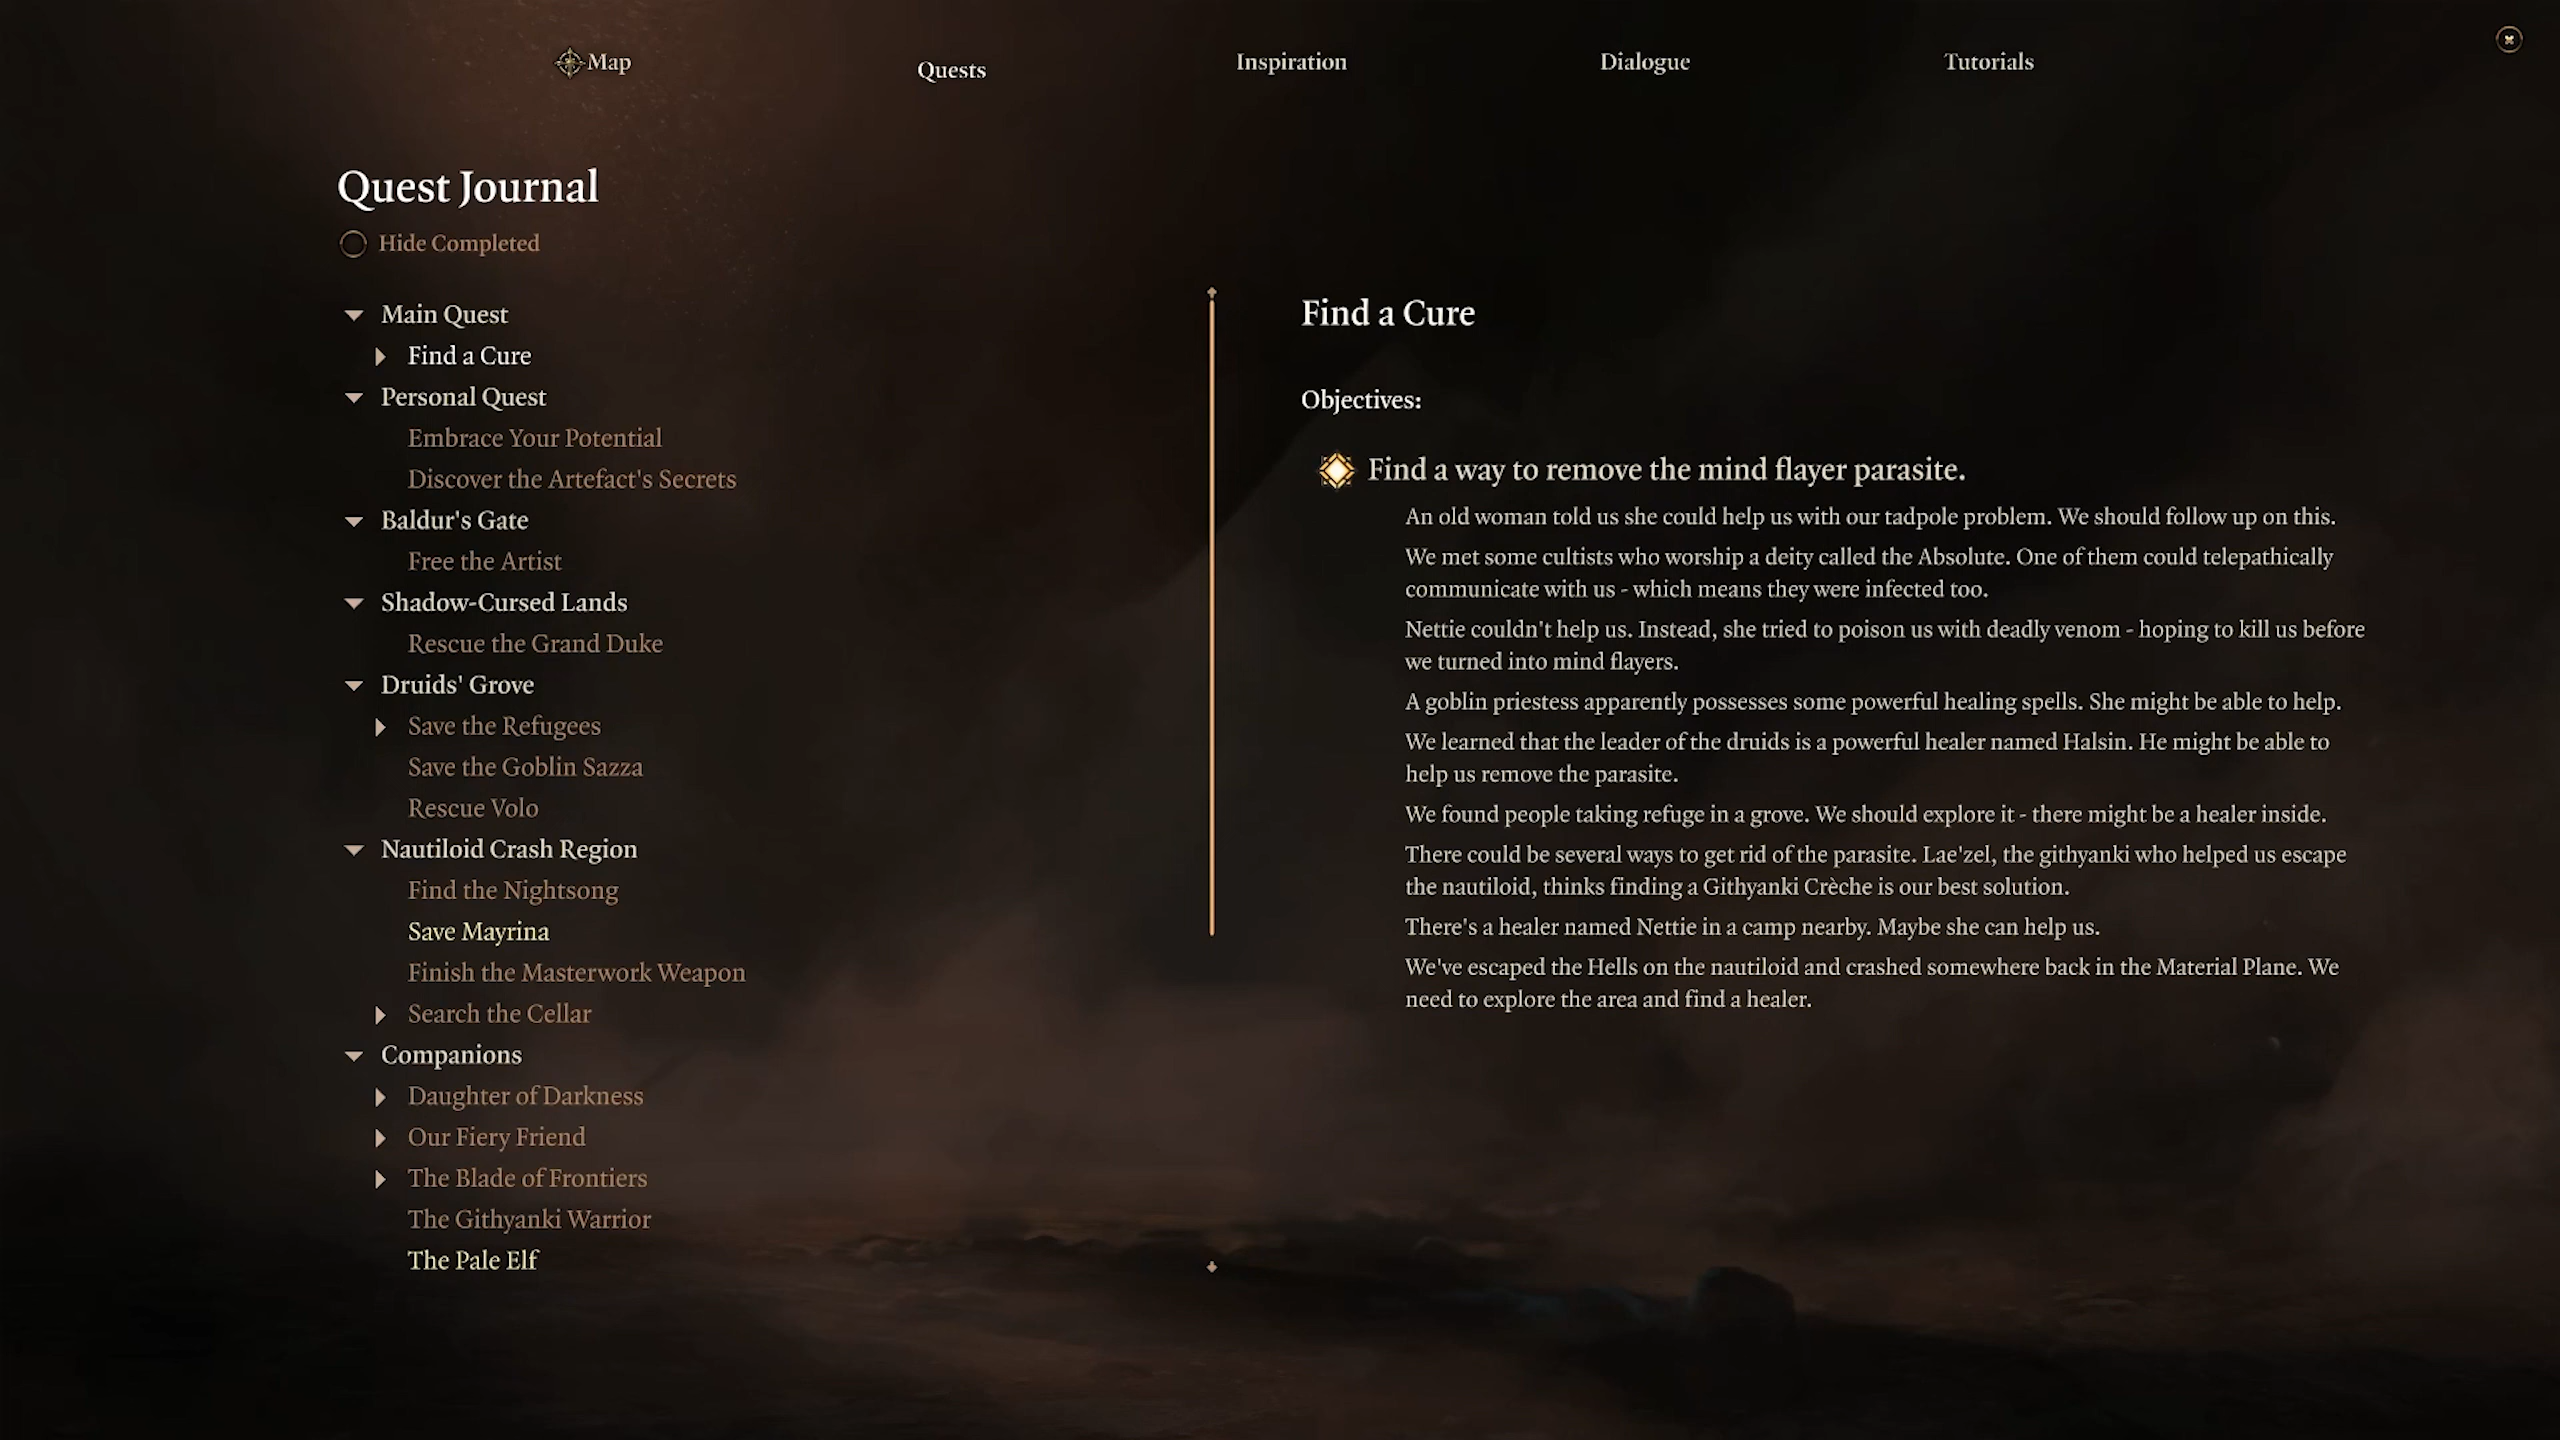 Map
Quests
Inspiration
Dialogue
Tutorials
Quest Journal
Hide Completed
Main Quest
Find a Cure
Personal Quest
Embrace Your Potential
Discover the Artefact's Secrets
Baldur's Gate
Free the Artist
Shadow-Cursed Lands
Rescue the Grand Duke
Druids' Grove
Save the Refugees
Save the Goblin Sazza
Rescue Volo
Nautiloid Crash Region
Find the Nightsong
Save Mayrina
Finish the Masterwork Weapon
Search the Cellar
Companions
Daughter of Darkness
Our Fiery Friend
The Blade of Frontiers
The Githyanki Warrior
The Pale Elf
Find a Cure
Objectives:
Find a way to remove the mind flayer parasite.
An old woman told us she could help us with our tadpole problem. We should follow up on this.
We met some cultists who worship a deity called the Absolute. One of them could telepathically
communicate with us - which means they were infected too.
Nettie couldn't help us. Instead, she tried to poison us with deadly venom - hoping to kill us before
we turned into mind flayers.
A goblin priestess apparently possesses some powerful healing spells. She might be able to help.
We learned that the leader of the druids is a powerful healer named Halsin. He might be able to
help us remove the parasite.
We found people taking refuge in a grove. We should explore it - there might be a healer inside.
There could be several ways to get rid of the parasite. Lae'zel, the githyanki who helped us escape
the nautiloid, thinks finding a Githyanki Crèche is our best solution.
There's a healer named Nettie in a camp nearby. Maybe she can help us.
We've escaped the Hells on the nautiloid and crashed somewhere back in the Material Plane. We
need to explore the area and find a healer.